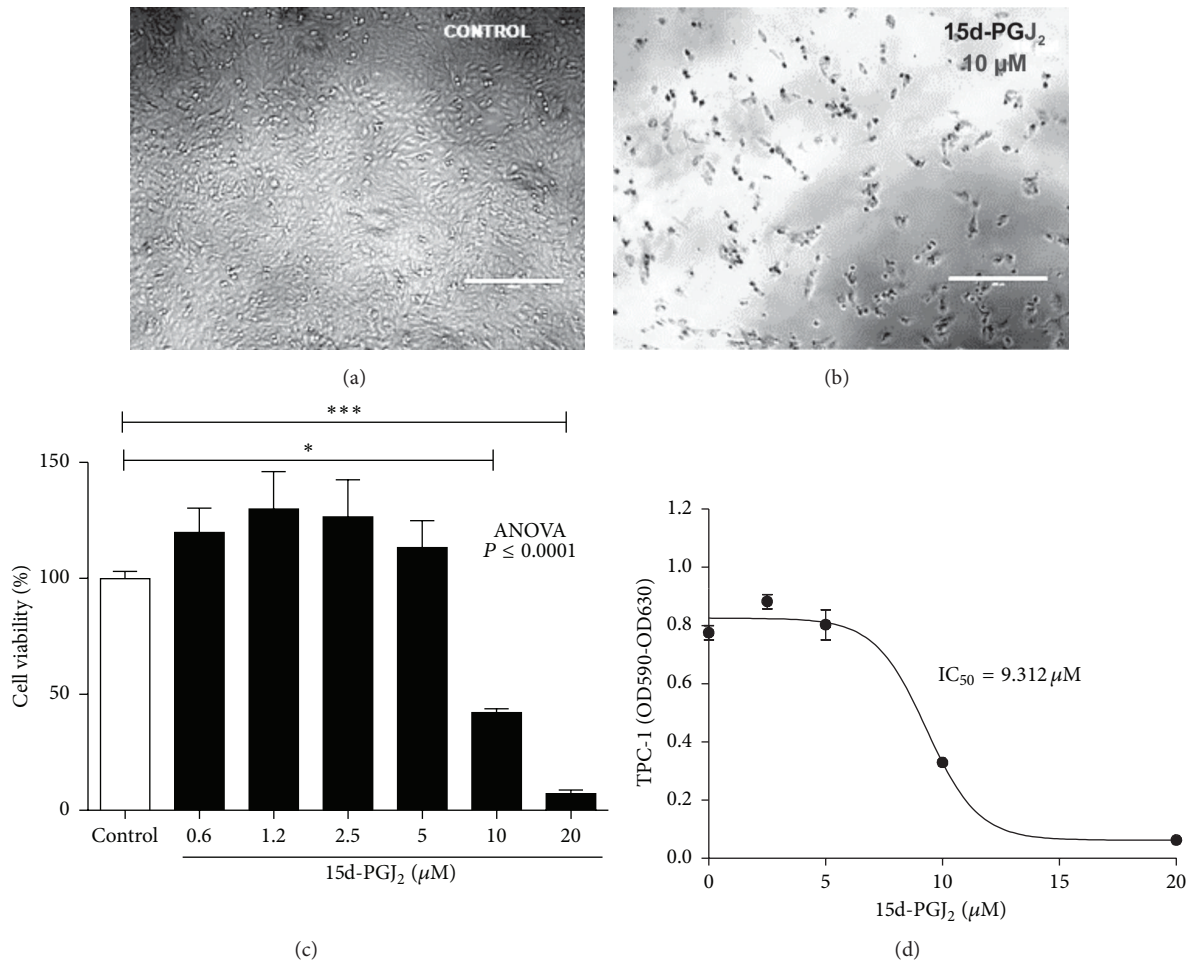 CONTROL
15d-PGJ₂
10 µM
(a)
(b)
***
*
150
100
50
0
Cell viability (%)
ANOVA
P ≤ 0.0001
Control 0.6 1.2 2.5 5 10 20
15d-PGJ₂ (µM)
(c)
1.2
1.0
0.8
0.6
0.4
0.2
0.0
TPC-1 (OD590-OD630)
IC₅₀ = 9.312 µM
0 5 10 15 20
15d-PGJ₂ (µM)
(d)